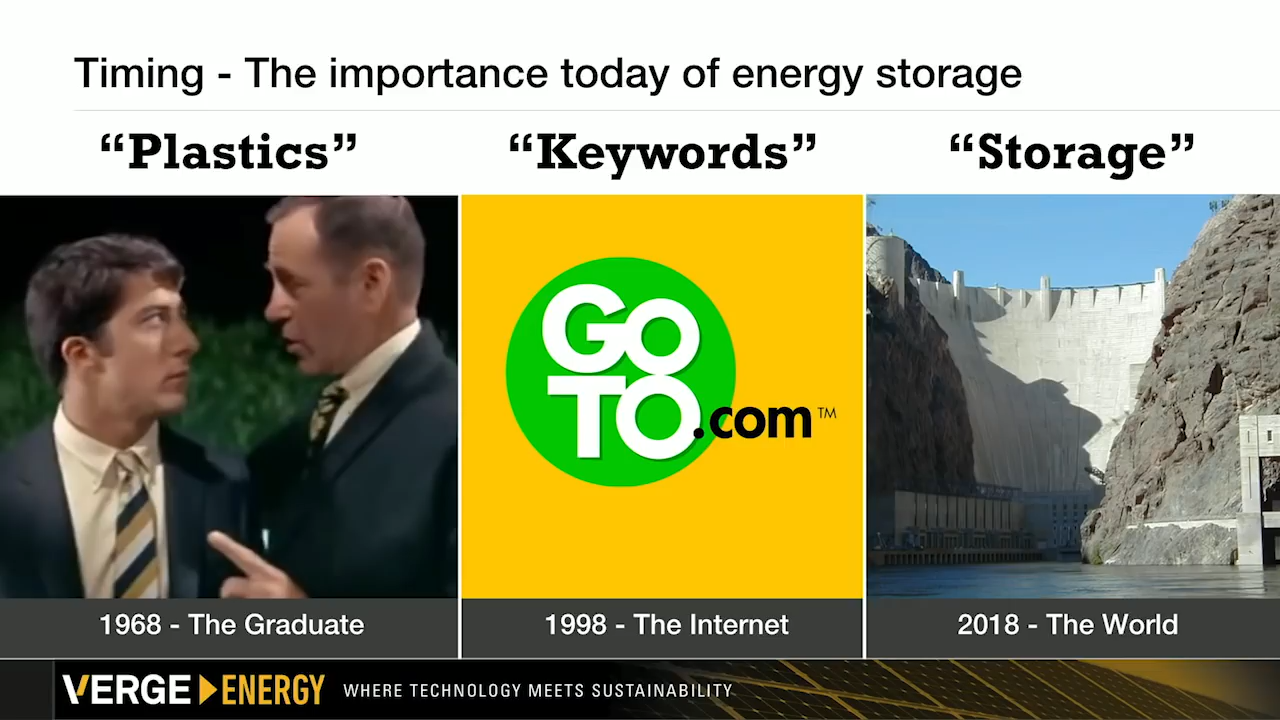 Timing - The importance today of energy storage
“Plastics”
“Keywords”
“Storage”
GO
TO.com™
1968 - The Graduate
1998 - The Internet
2018 - The World
VERGE ENERGY WHERE TECHNOLOGY MEETS SUSTAINABILITY